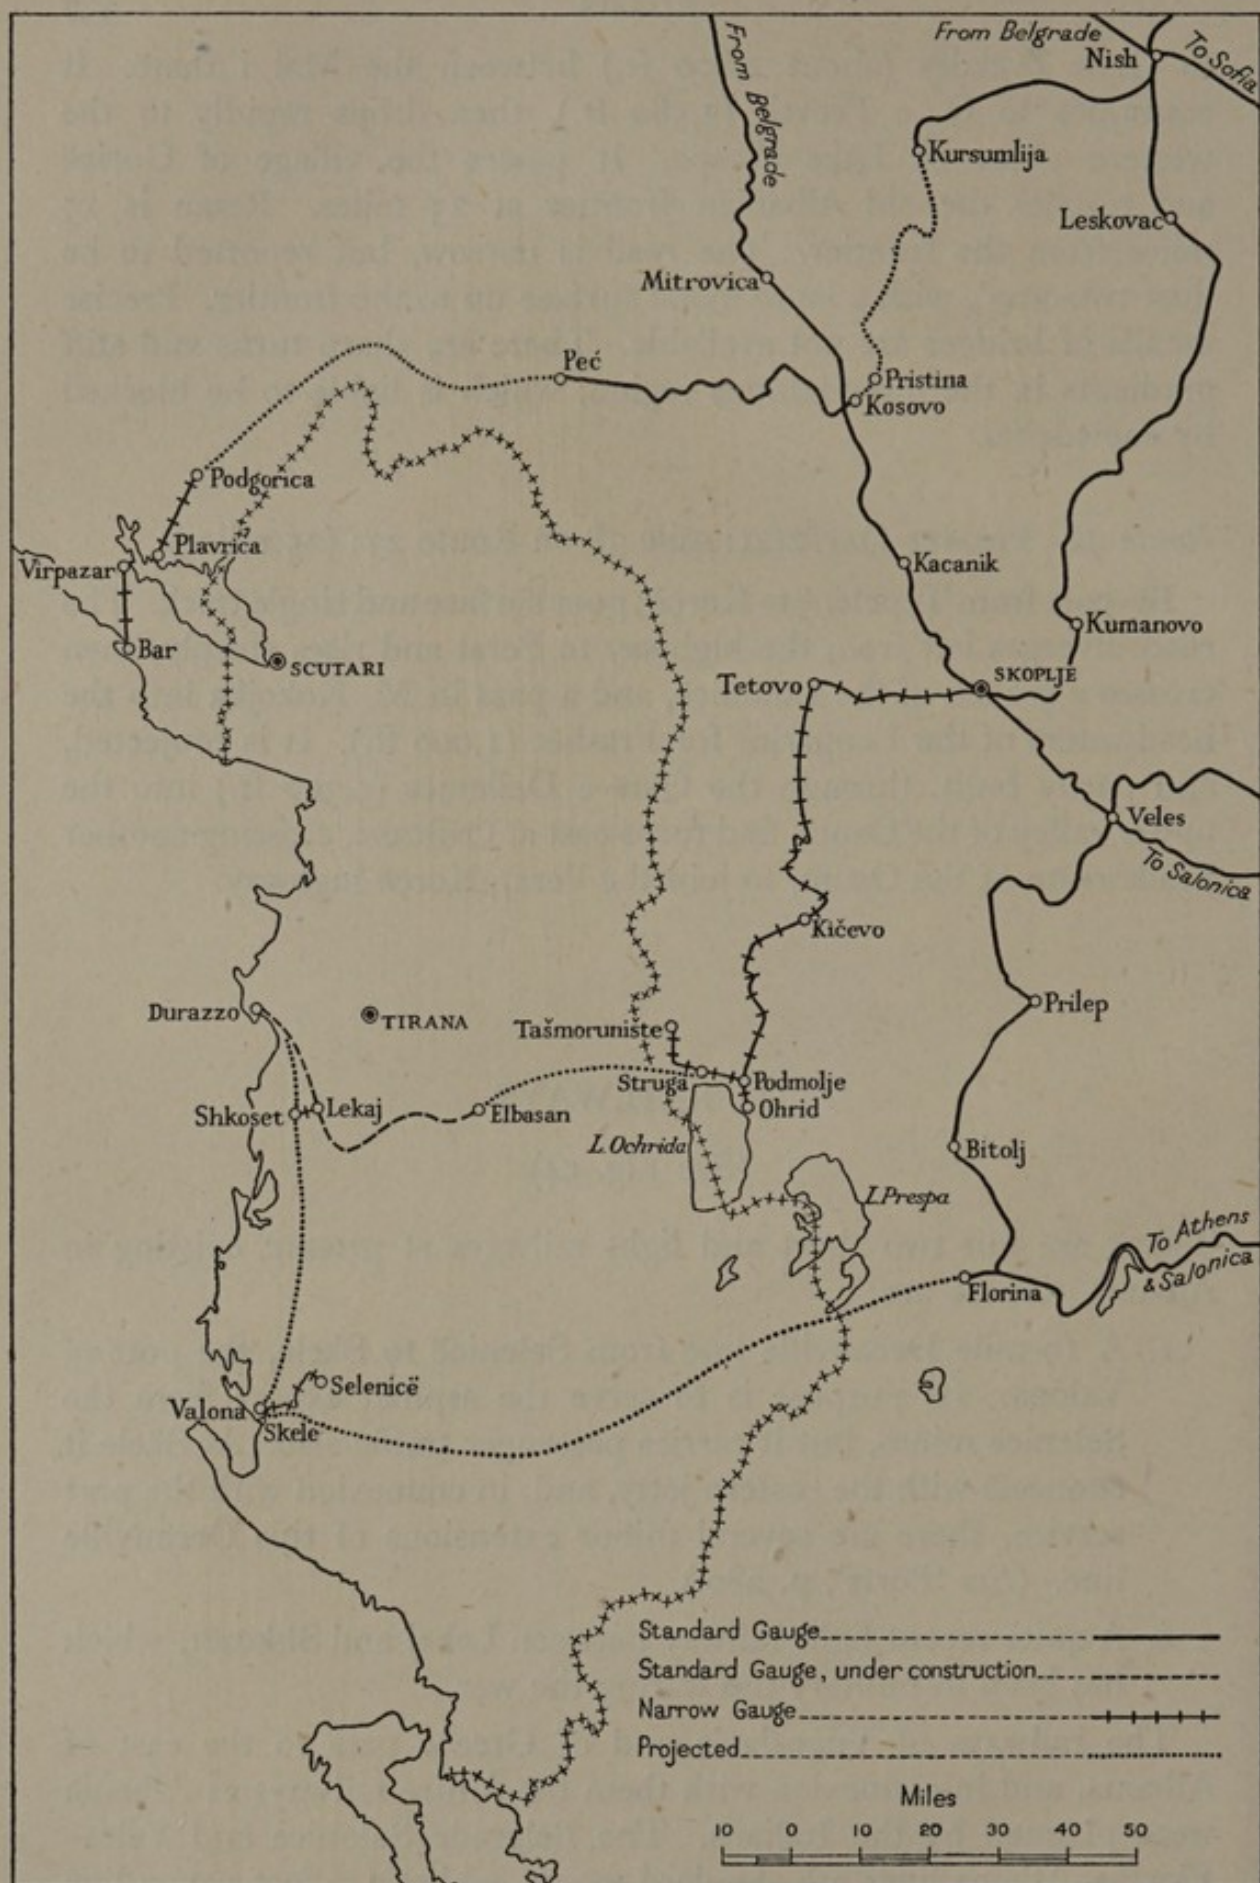 From Belgrade
From Belgrade
Nish
To Sofia
Kursumlija
Leskovac
Mitrovica
Peć
Pristina
Kosovo
Podgorica
Plavrica
Virpazar
Kacanik
Bar
SCUTARI
Kumanovo
Tetovo
SKOPLJE
Veles
To Salonica
Kičevo
Prilep
Durazzo
TIRANA
Tašmorunište
Struga
Podmolje
Ohrid
Shkoset
Lekaj
Elbasan
L. Ochrida
Bitolj
L. Prespa
To Athens
& Salonica
Florina
Selenicë
Valona
Skele
Standard Gauge
Standard Gauge, under construction
Narrow Gauge
Projected
Miles
10 0 10 20 30 40 50